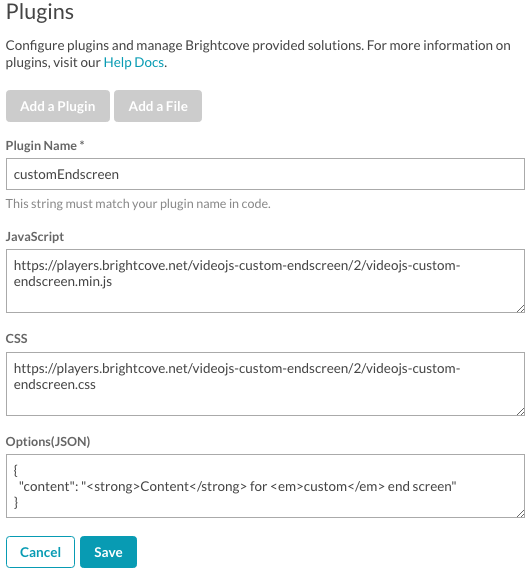 Plugins
Configure plugins and manage Brightcove provided solutions. For more information on
plugins, visit our Help Docs.
Add a Plugin Add a File
Plugin Name *
customEndscreen
This string must match your plugin name in code.
JavaScript
https://players.brightcove.net/videojs-custom-endscreen/2/videojs-custom-
endscreen.min.js
CSS
https://players.brightcove.net/videojs-custom-endscreen/2/videojs-custom-
endscreen.css
Options(JSON)
{
"content": "<strong>Content</strong> for <em>custom</em> end screen"
}
Cancel Save